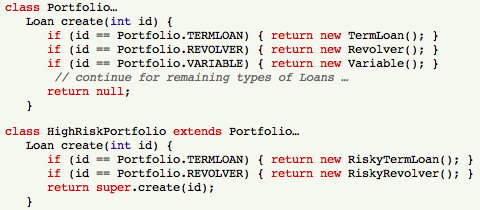 class Portfolio…
Loan create(int id) {
if (id == Portfolio.TERMLOAN) { return new TermLoan(); }
if (id == Portfolio.REVOLVER) { return new Revolver(); }
if (id == Portfolio.VARIABLE) { return new Variable(); }
// continue for remaining types of Loans …
return null;
}
class HighRiskPortfolio extends Portfolio…
Loan create(int id) {
if (id == Portfolio.TERMLOAN) { return new RiskyTermLoan(); }
if (id == Portfolio.REVOLVER) { return new RiskyRevolver(); }
return super.create(id);
}